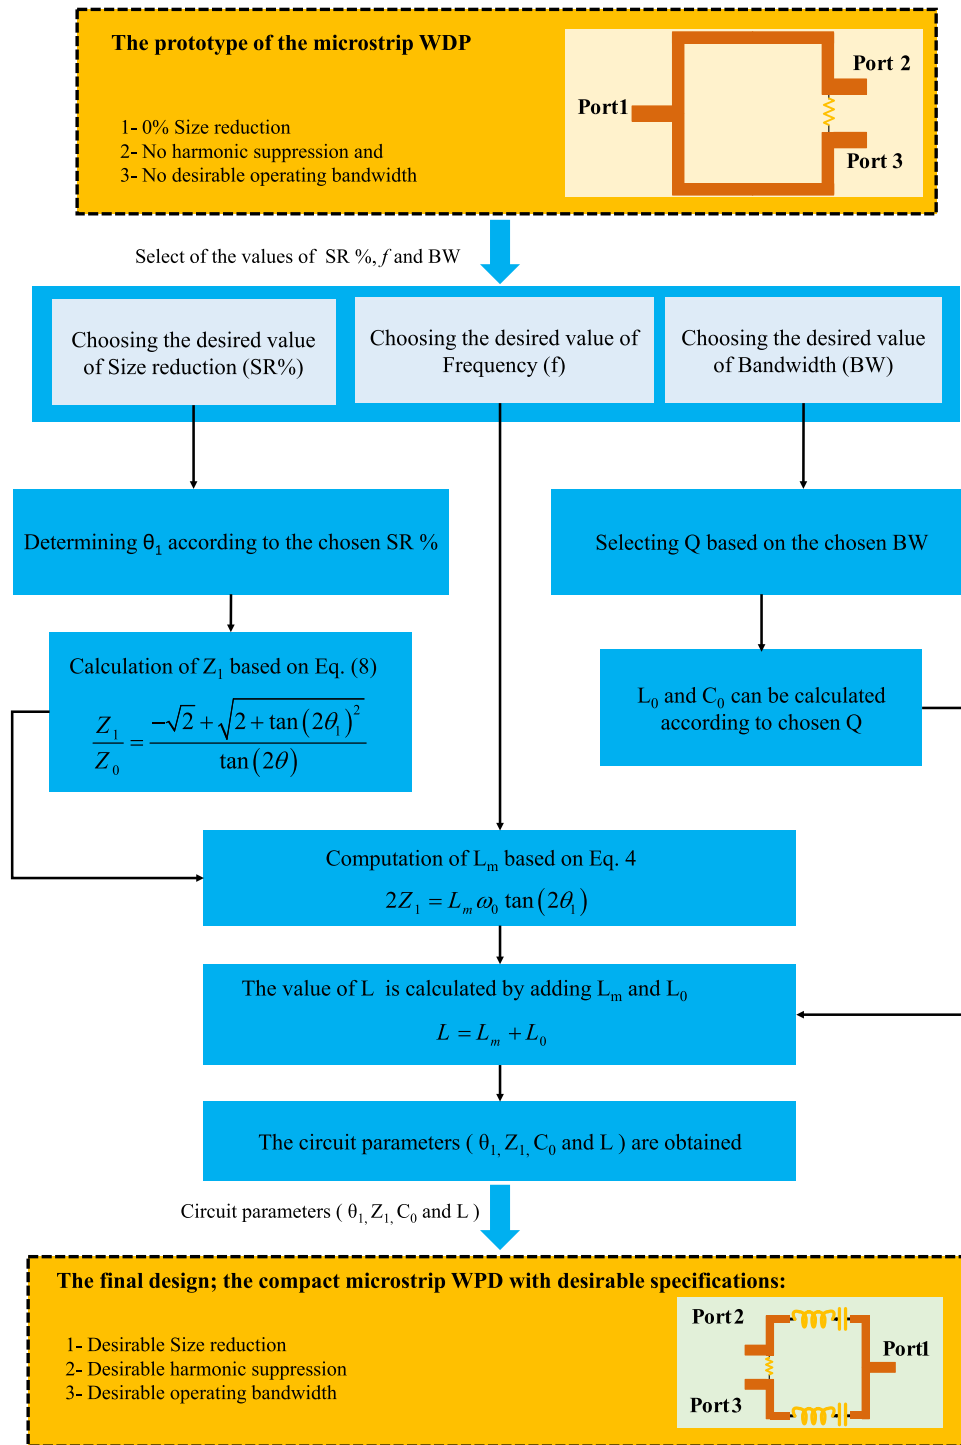 The prototype of the microstrip WDP
1- 0% Size reduction
2- No harmonic suppression and
3- No desirable operating bandwidth
Port1
Port 2
Port 3
Select of the values of SR %, f and BW
Choosing the desired value
of Size reduction (SR%)
Choosing the desired value of
Frequency (f)
Choosing the desired value
of Bandwidth (BW)
Determining θ₁ according to the chosen SR %
Selecting Q based on the chosen BW
Calculation of Z₁ based on Eq. (8)
Z₁/Z₀ = (−√2 + √(2 + tan(2θ₁)²))/tan(2θ)
L₀ and C₀ can be calculated
according to chosen Q
Computation of Lₘ based on Eq. 4
2Z₁ = Lₘ ω₀ tan(2θ₁)
The value of L is calculated by adding Lₘ and L₀
L = Lₘ + L₀
The circuit parameters ( θ₁, Z₁, C₀ and L ) are obtained
Circuit parameters ( θ₁, Z₁, C₀ and L )
The final design; the compact microstrip WPD with desirable specifications:
1- Desirable Size reduction
2- Desirable harmonic suppression
3- Desirable operating bandwidth
Port2
Port1
Port3